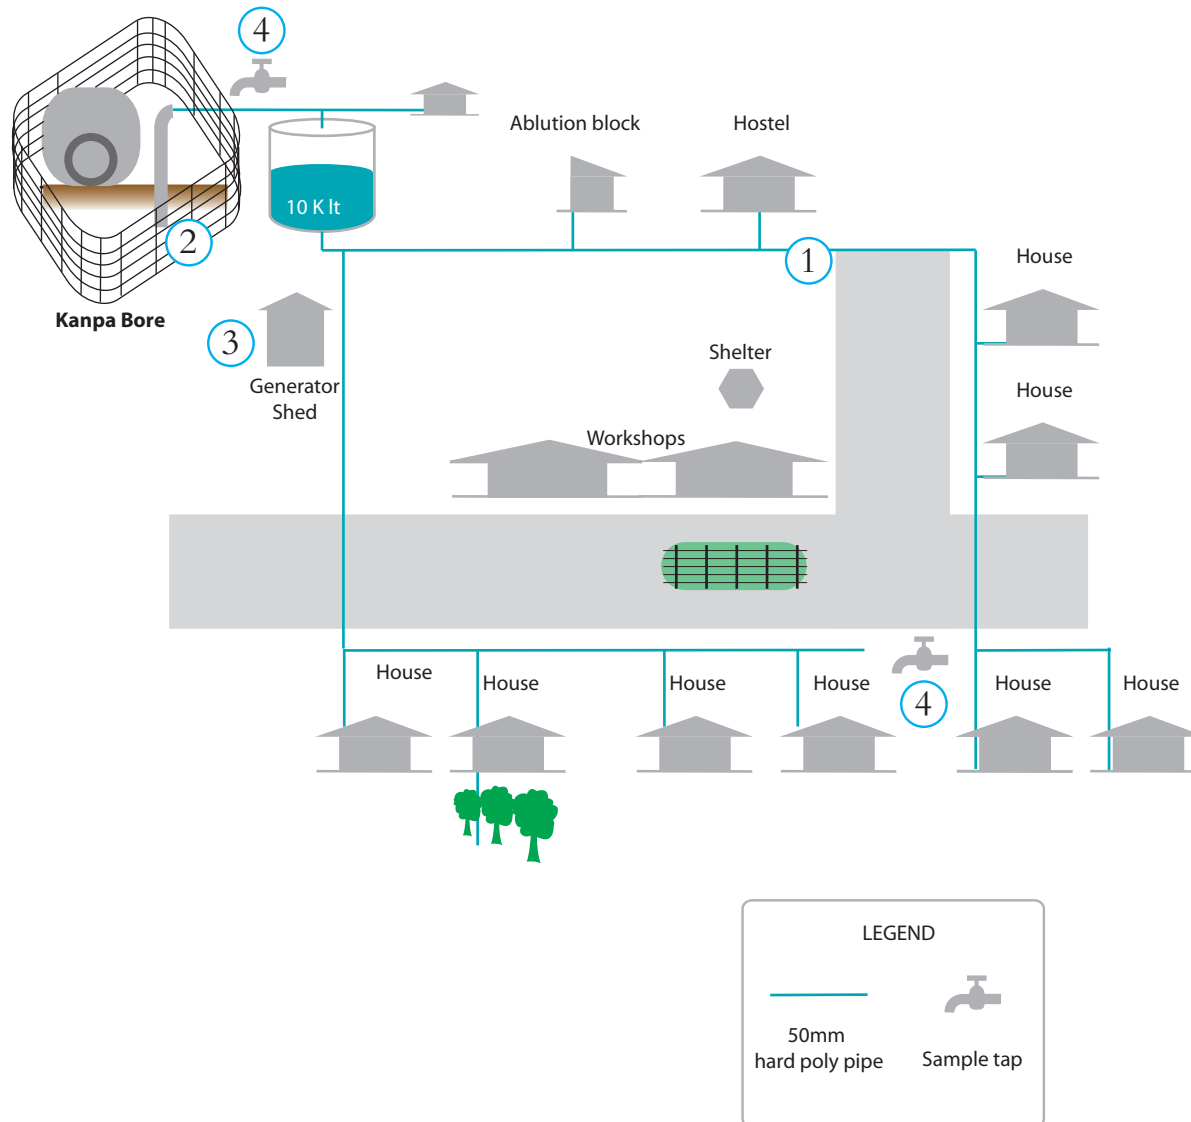 4
Ablution block
Hostel
10 K lt
2
1
House
Kanpa Bore
3
Generator
Shed
Shelter
House
Workshops
House
House
House
House
House
House
4
LEGEND
50mm
hard poly pipe
Sample tap